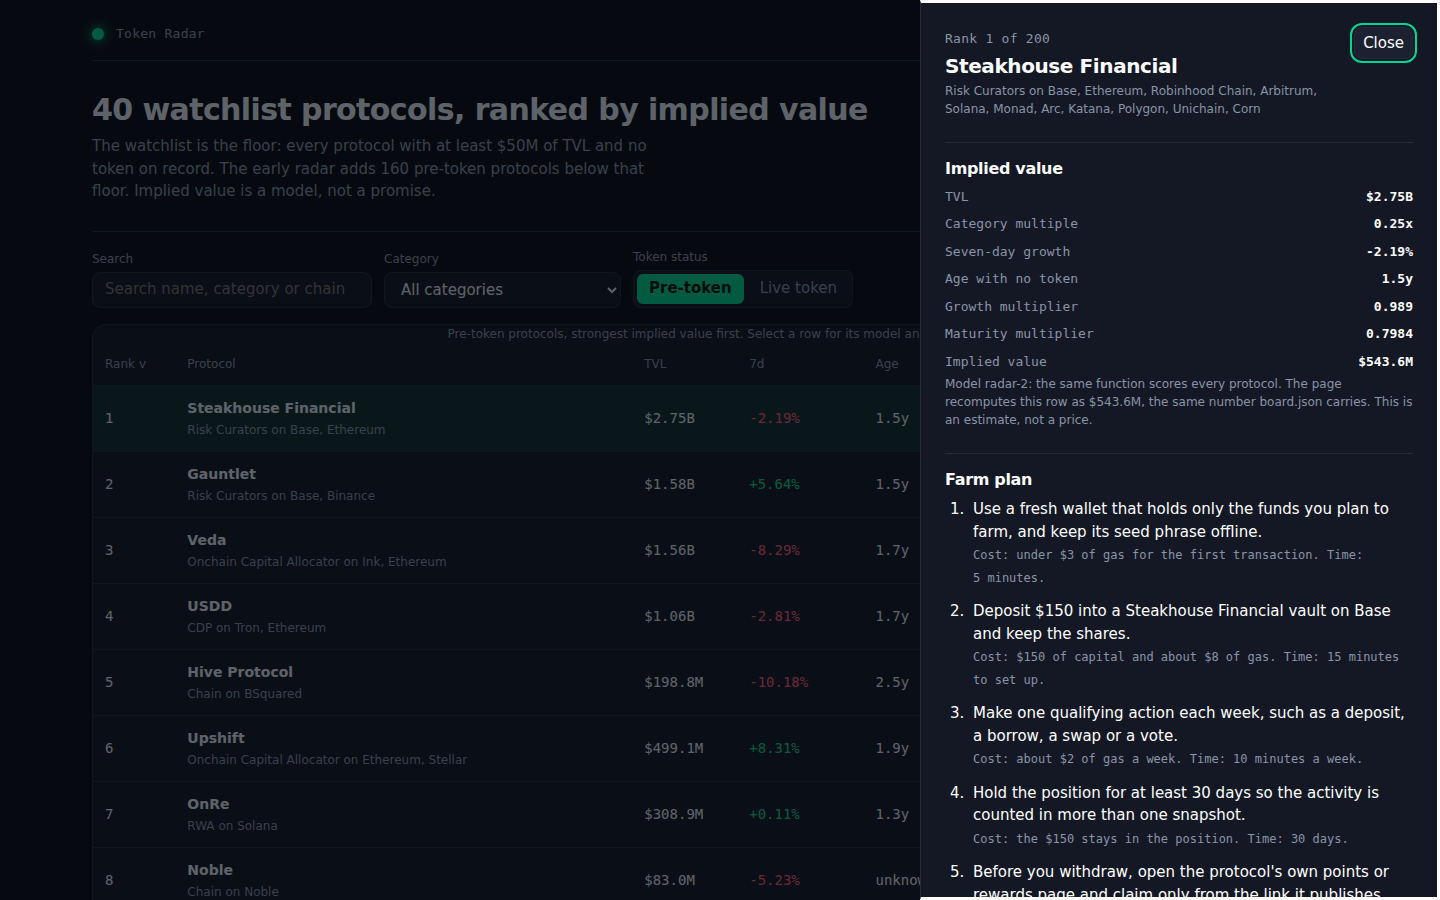 Token Radar
40 watchlist protocols, ranked by implied value
The watchlist is the floor: every protocol with at least $50M of TVL and no
token on record. The early radar adds 160 pre-token protocols below that
floor. Implied value is a model, not a promise.
Search
Category
Token status
Search name, category or chain
All categories
Pre-token
Live token
Pre-token protocols, strongest implied value first. Select a row for its model an
Rank v Protocol TVL 7d Age
1 Steakhouse Financial $2.75B -2.19% 1.5y
Risk Curators on Base, Ethereum
2 Gauntlet $1.58B +5.64% 1.5y
Risk Curators on Base, Binance
3 Veda $1.56B -8.29% 1.7y
Onchain Capital Allocator on Ink, Ethereum
4 USDD $1.06B -2.81% 1.7y
CDP on Tron, Ethereum
5 Hive Protocol $198.8M -10.18% 2.5y
Chain on BSquared
6 Upshift $499.1M +8.31% 1.9y
Onchain Capital Allocator on Ethereum, Stellar
7 OnRe $308.9M +0.11% 1.3y
RWA on Solana
8 Noble $83.0M -5.23% unknow
Chain on Noble
Rank 1 of 200
Close
Steakhouse Financial
Risk Curators on Base, Ethereum, Robinhood Chain, Arbitrum,
Solana, Monad, Arc, Katana, Polygon, Unichain, Corn
Implied value
TVL $2.75B
Category multiple 0.25x
Seven-day growth -2.19%
Age with no token 1.5y
Growth multiplier 0.989
Maturity multiplier 0.7984
Implied value $543.6M
Model radar-2: the same function scores every protocol. The page
recomputes this row as $543.6M, the same number board.json carries. This is
an estimate, not a price.
Farm plan
1. Use a fresh wallet that holds only the funds you plan to
farm, and keep its seed phrase offline.
Cost: under $3 of gas for the first transaction. Time:
5 minutes.
2. Deposit $150 into a Steakhouse Financial vault on Base
and keep the shares.
Cost: $150 of capital and about $8 of gas. Time: 15 minutes
to set up.
3. Make one qualifying action each week, such as a deposit,
a borrow, a swap or a vote.
Cost: about $2 of gas a week. Time: 10 minutes a week.
4. Hold the position for at least 30 days so the activity is
counted in more than one snapshot.
Cost: the $150 stays in the position. Time: 30 days.
5. Before you withdraw, open the protocol's own points or
rewards page and claim only from the link it publishes